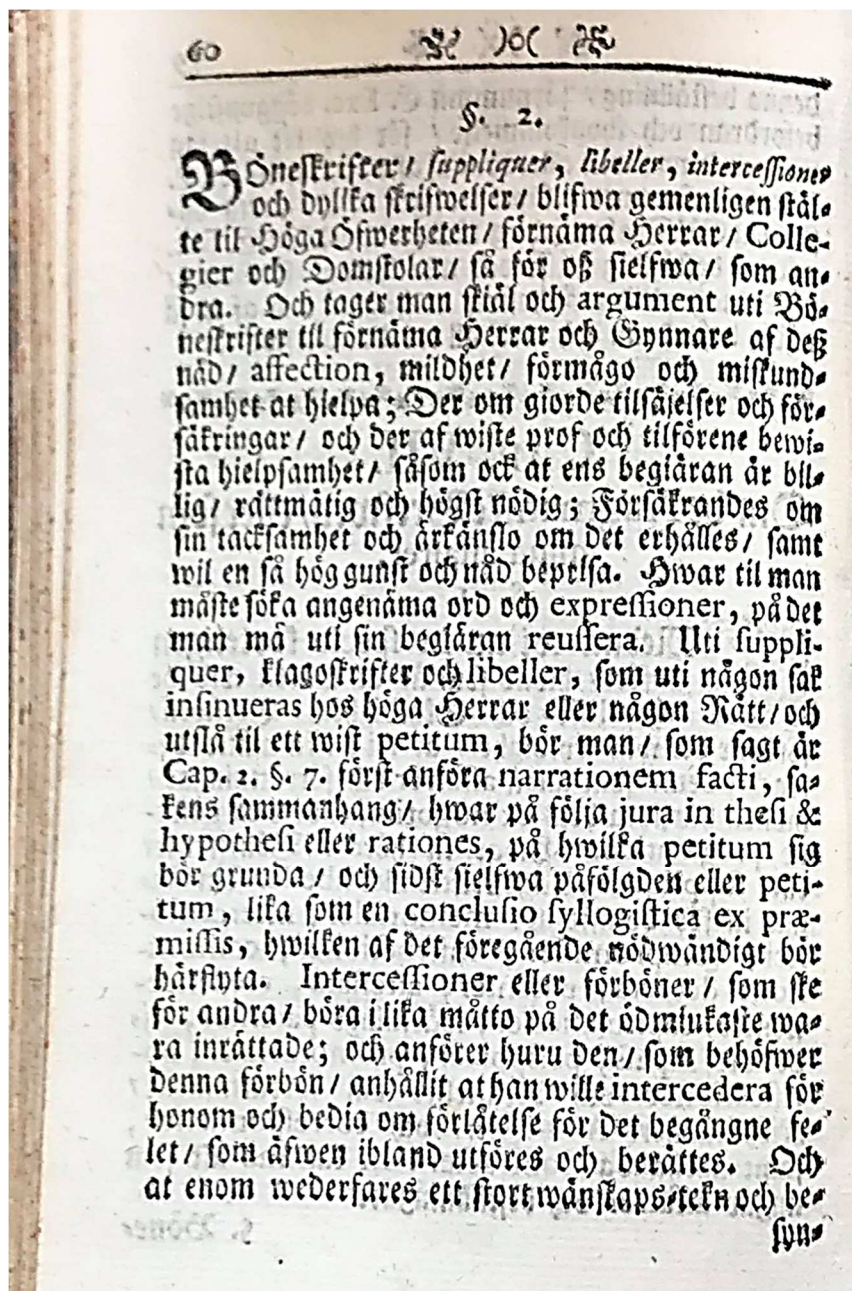 60 )o(
§. 2.
Böneskrifter/ suppliquer, libeller, intercessioner
och dylika skrifwelser/ blifwa gemenligen stäl-
te til Höga Öfwerheten/ förnäma Herrar/ Colle-
gier och Domstolar/ så för oß sielfwa/ som an-
dra. Och tager man skiäl och argument uti Bö-
neskrifter til förnäma Herrar och Gynnare af deß
nåd/ affection, mildhet/ förmågo och miskund-
samhet at hielpa; Der om giorde tilsäjelser och för-
säkringar/ och der af wiste prof och tilförene bewi-
sta hielpsamhet/ såsom ock at ens begiäran är bil-
lig/ rättmätig och högst nödig; Försäkrandes om
sin tacksamhet och ärkänslo om det erhålles/ samt
wil en så hög gunst och nåd beprisa. Hwar til man
måste söka angenäma ord och expressioner, på det
man må uti sin begiäran reussera. Uti suppli-
quer, klagoskrifter och libeller, som uti någon sak
insinueras hos höga Herrar eller någon Rätt/ och
utslå til ett wist petitum, bör man/ som sagt är
Cap. 2. §. 7. först anföra narrationem facti, sa-
kens sammanhang/ hwar på följa jura in thesi &
hypothesi eller rationes, på hwilka petitum sig
bör grunda/ och sidst sielfwa påfölgden eller peti-
tum, lika som en conclusio syllogistica ex præ-
missis, hwilken af det föregående nödwändigt bör
härflyta. Intercessioner eller förböner/ som ske
för andra/ böra i lika måtto på det ödmiukaste wa-
ra inrättade; och anförer huru den/ som behöfwer
denna förbön/ anhållit at han wille intercedera för
honom och bedia om förlåtelse för det begångne fe-
let/ som äfwen ibland utföres och berättes. Och
at enom wederfares ett stort wänskaps-tekn och be-
syn-